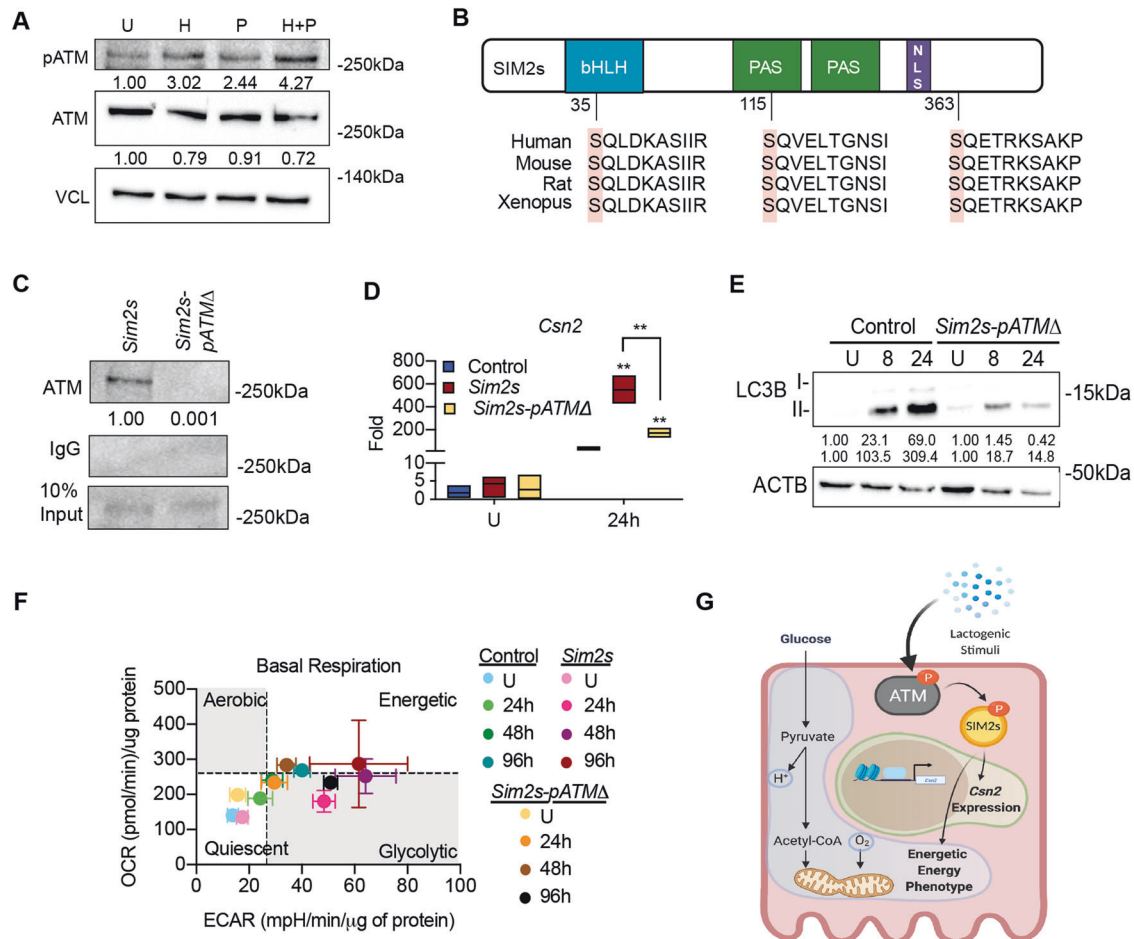 A
U H P H+P
pATM
-250kDa
1.00 3.02 2.44 4.27
ATM
-250kDa
1.00 0.79 0.91 0.72
-140kDa
VCL
B
SIM2s bHLH PAS PAS NLS
35 115 363
Human SQLDKASIIR SQVELTGNSI SQETRKSAKP
Mouse SQLDKASIIR SQVELTGNSI SQETRKSAKP
Rat SQLDKASIIR SQVELTGNSI SQETRKSAKP
Xenopus SQLDKASIIR SQVELTGNSI SQETRKSAKP
C
Sim2s Sim2s-pATMΔ
ATM
-250kDa
1.00 0.001
IgG
-250kDa
10%
Input
-250kDa
D
Csn2
**
**
**
Control
Sim2s
Sim2s-pATMΔ
Fold
800
600
400
200
10
5
0
U 24h
E
Control Sim2s-pATMΔ
U 8 24 U 8 24
LC3B
I-
II-
-15kDa
1.00 23.1 69.0 1.00 1.45 0.42
1.00 103.5 309.4 1.00 18.7 14.8
-50kDa
ACTB
F
Basal Respiration
Aerobic Energetic
Quiescent Glycolytic
OCR (pmol/min)/ug protein)
500
400
300
200
100
0
0 20 40 60 80 100
ECAR (mpH/min/µg of protein)
Control Sim2s
U U
24h 24h
48h 48h
96h 96h
Sim2s-pATMΔ
U
24h
48h
96h
G
Lactogenic
Stimuli
Glucose
P
ATM
P
SIM2s
Pyruvate
H+
Csn2
Csn2
Expression
Acetyl-CoA
O2
Energetic
Energy
Phenotype